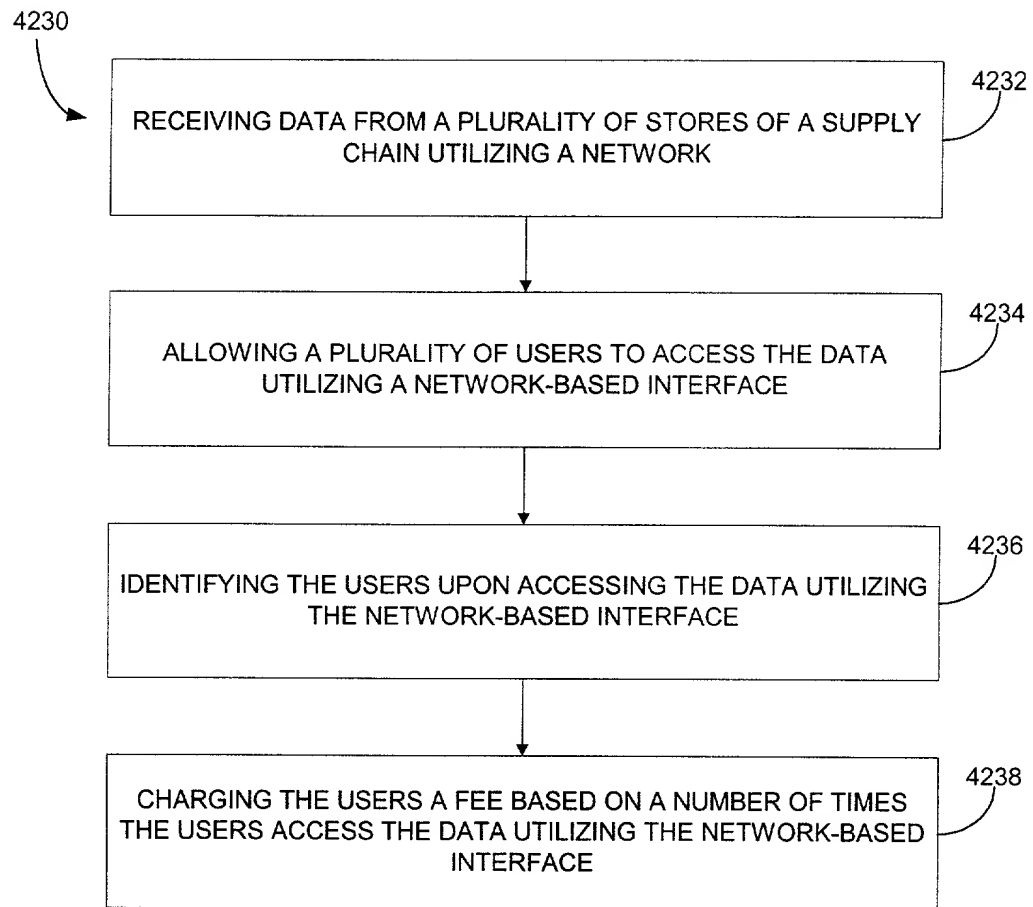 4230
4232
RECEIVING DATA FROM A PLURALITY OF STORES OF A SUPPLY
CHAIN UTILIZING A NETWORK
4234
ALLOWING A PLURALITY OF USERS TO ACCESS THE DATA
UTILIZING A NETWORK-BASED INTERFACE
4236
IDENTIFYING THE USERS UPON ACCESSING THE DATA UTILIZING
THE NETWORK-BASED INTERFACE
4238
CHARGING THE USERS A FEE BASED ON A NUMBER OF TIMES
THE USERS ACCESS THE DATA UTILIZING THE NETWORK-BASED
INTERFACE